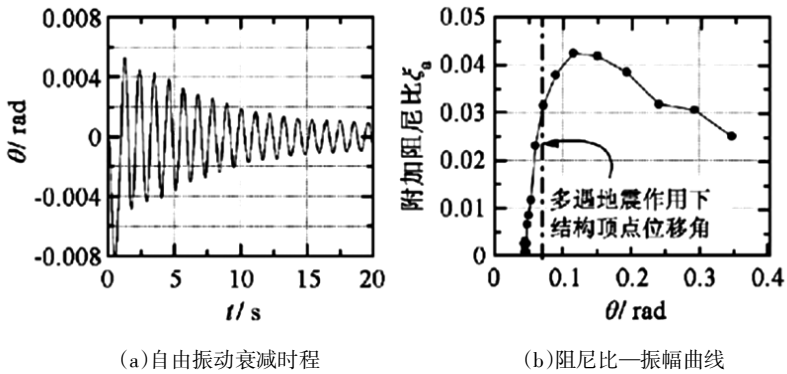 0.008
0.004
0
-0.004
-0.008
θ/ rad
0
5
10
15
20
t/ s
(a)自由振动衰减时程
0.05
0.04
0.03
0.02
0.01
0
附加阻尼比ξa
多遇地震作用下
结构顶点位移角
0
0.1
0.2
0.3
0.4
θ/ rad
(b)阻尼比—振幅曲线